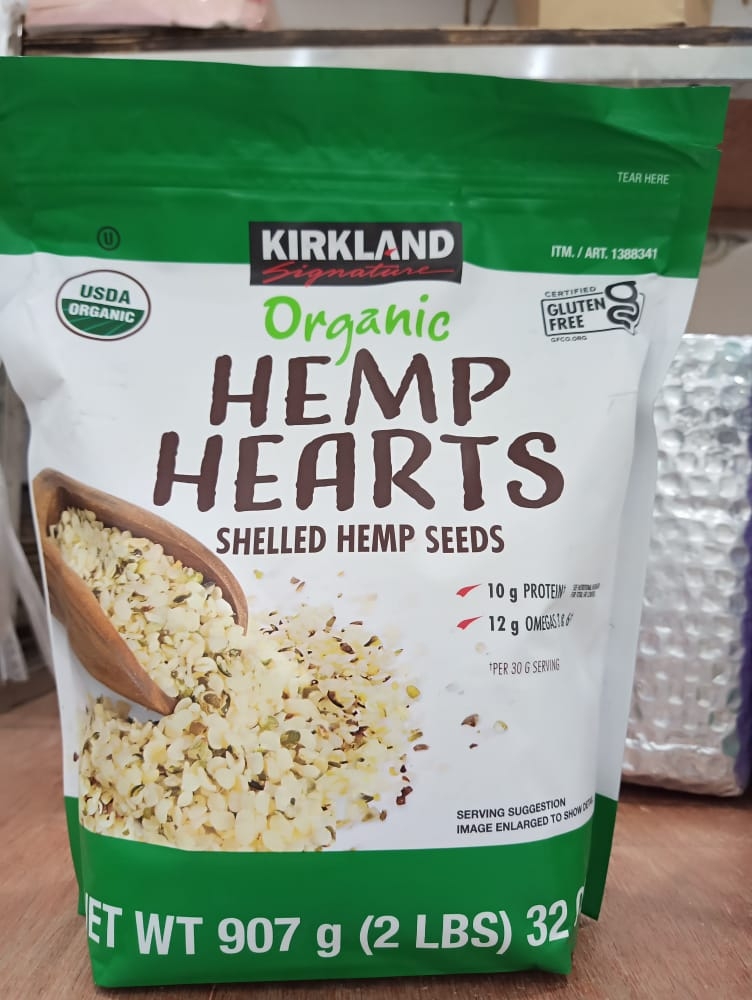 TEAR HERE
U
KIRKLAND
Signature
ITM. / ART. 1388341
USDA
ORGANIC
CERTIFIED
GLUTEN
FREE
GFCO.ORG
Organic
HEMP
HEARTS
SHELLED HEMP SEEDS
10 g PROTEIN†
12 g OMEGAS 3 & 6†
†PER 30 G SERVING
SERVING SUGGESTION
IMAGE ENLARGED TO SHOW
ET WT 907 g (2 LBS) 32